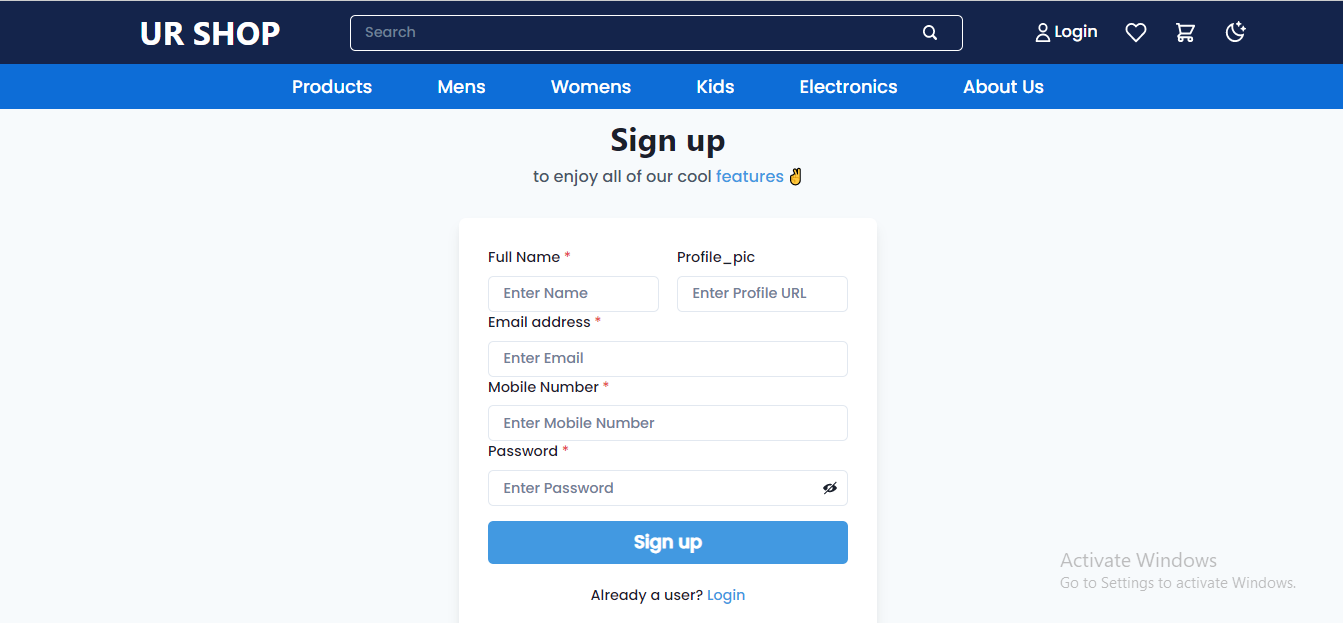 UR SHOP Search Login
Products Mens Womens Kids Electronics About Us
Sign up
to enjoy all of our cool features ✌
Full Name * Profile_pic
Enter Name Enter Profile URL
Email address *
Enter Email
Mobile Number *
Enter Mobile Number
Password *
Enter Password
Sign up
Activate Windows
Go to Settings to activate Windows.
Already a user? Login